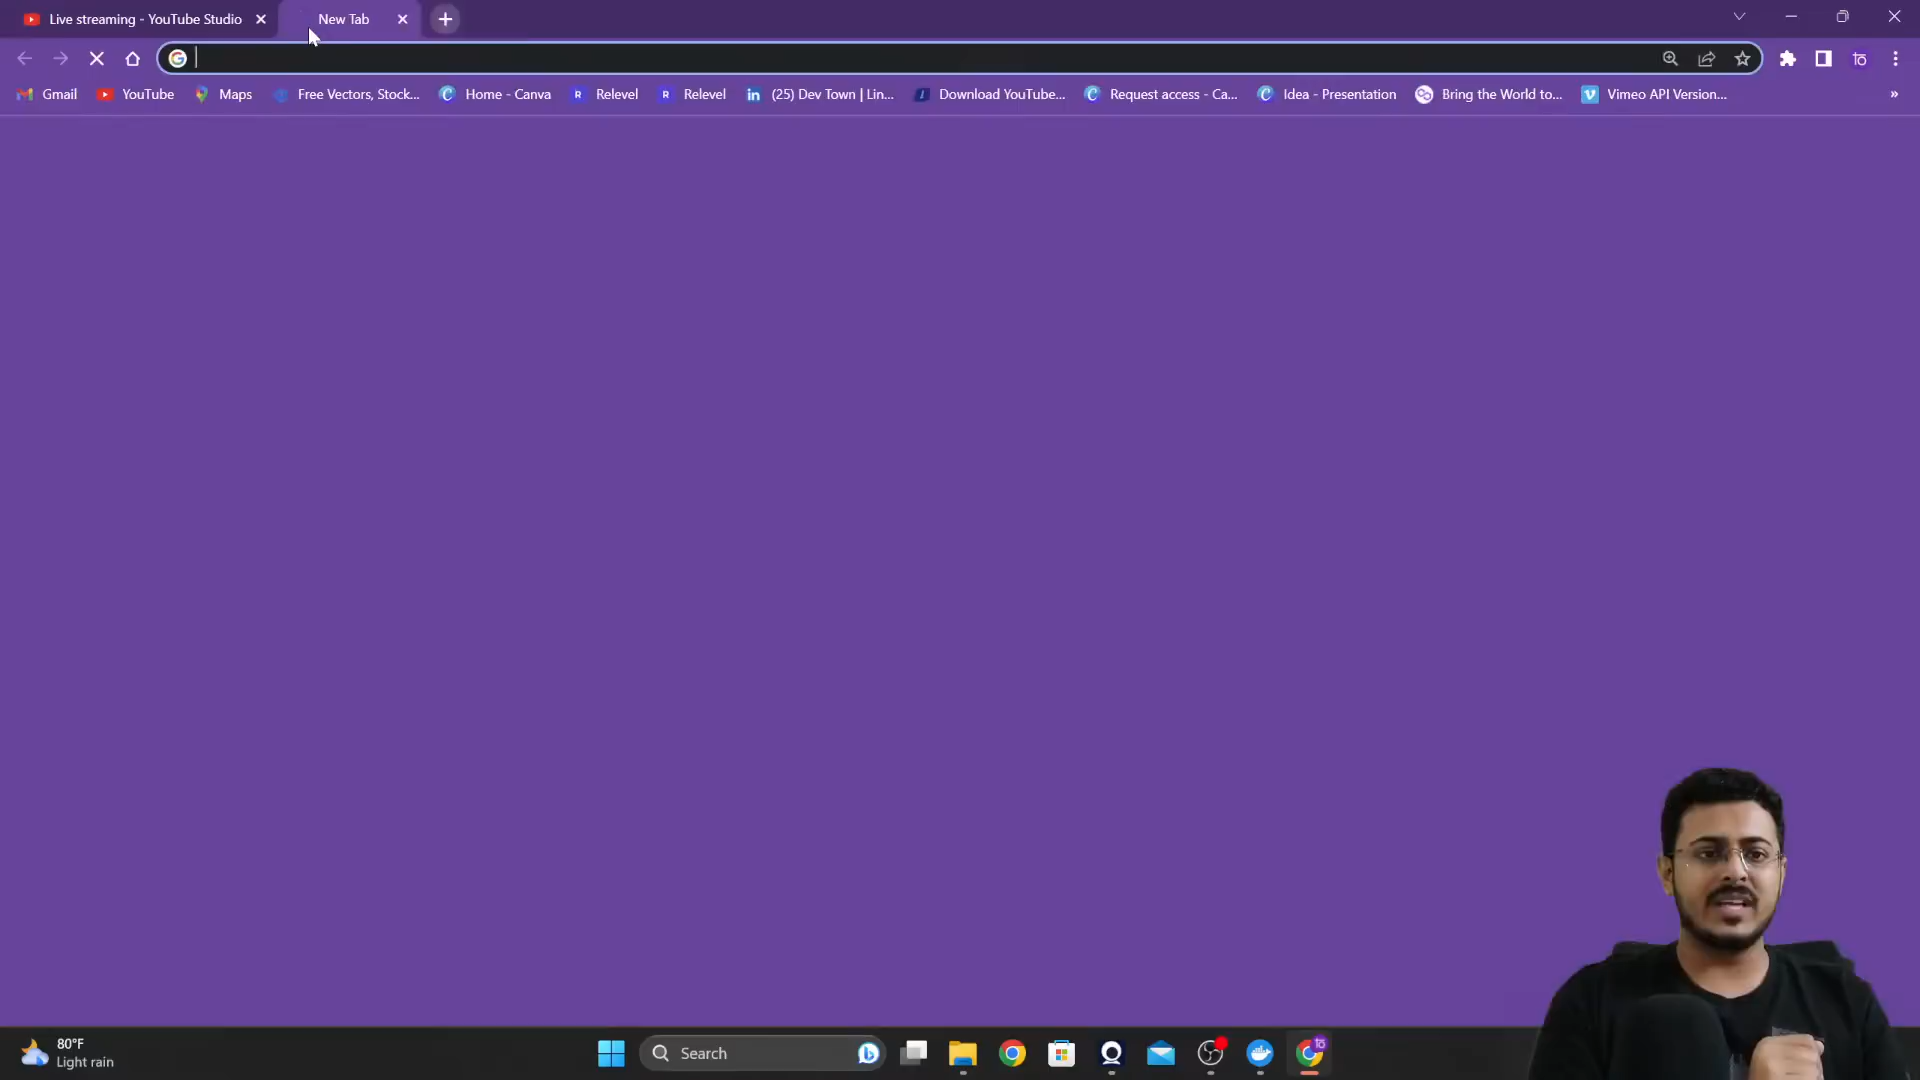 Live streaming - YouTube Studio
New Tab
Gmail
YouTube
Maps
Free Vectors, Stock...
Home - Canva
Relevel
Relevel
(25) Dev Town | Lin...
Download YouTube...
Request access - Ca...
Idea - Presentation
Bring the World to...
Vimeo API Version...
»
80°F
Light rain
Search